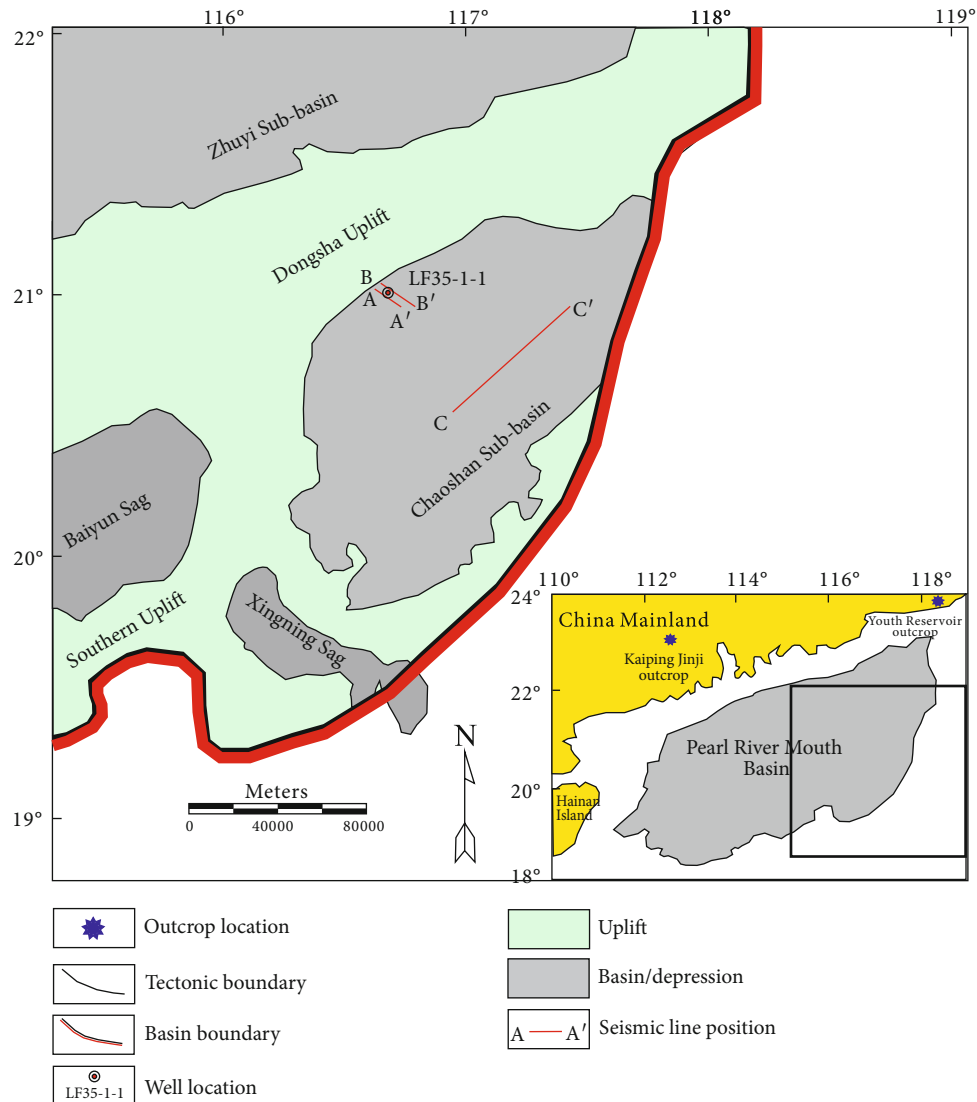 116°
117°
118°
119°
22°
21°
20°
19°
Zhuyi Sub-basin
Dongsha Uplift
B
LF35-1-1
A
B′
A′
C′
C
Chaoshan Sub-basin
Baiyun Sag
Xingning Sag
Southern Uplift
N
Meters
0
40000
80000
110°
112°
114°
116°
118°
24°
22°
20°
18°
China Mainland
Youth Reservoir
outcrop
Kaiping Jinji
outcrop
Pearl River Mouth
Basin
Hainan
Island
Outcrop location
Tectonic boundary
Basin boundary
LF35-1-1
Well location
Uplift
Basin/depression
A
A′
Seismic line position